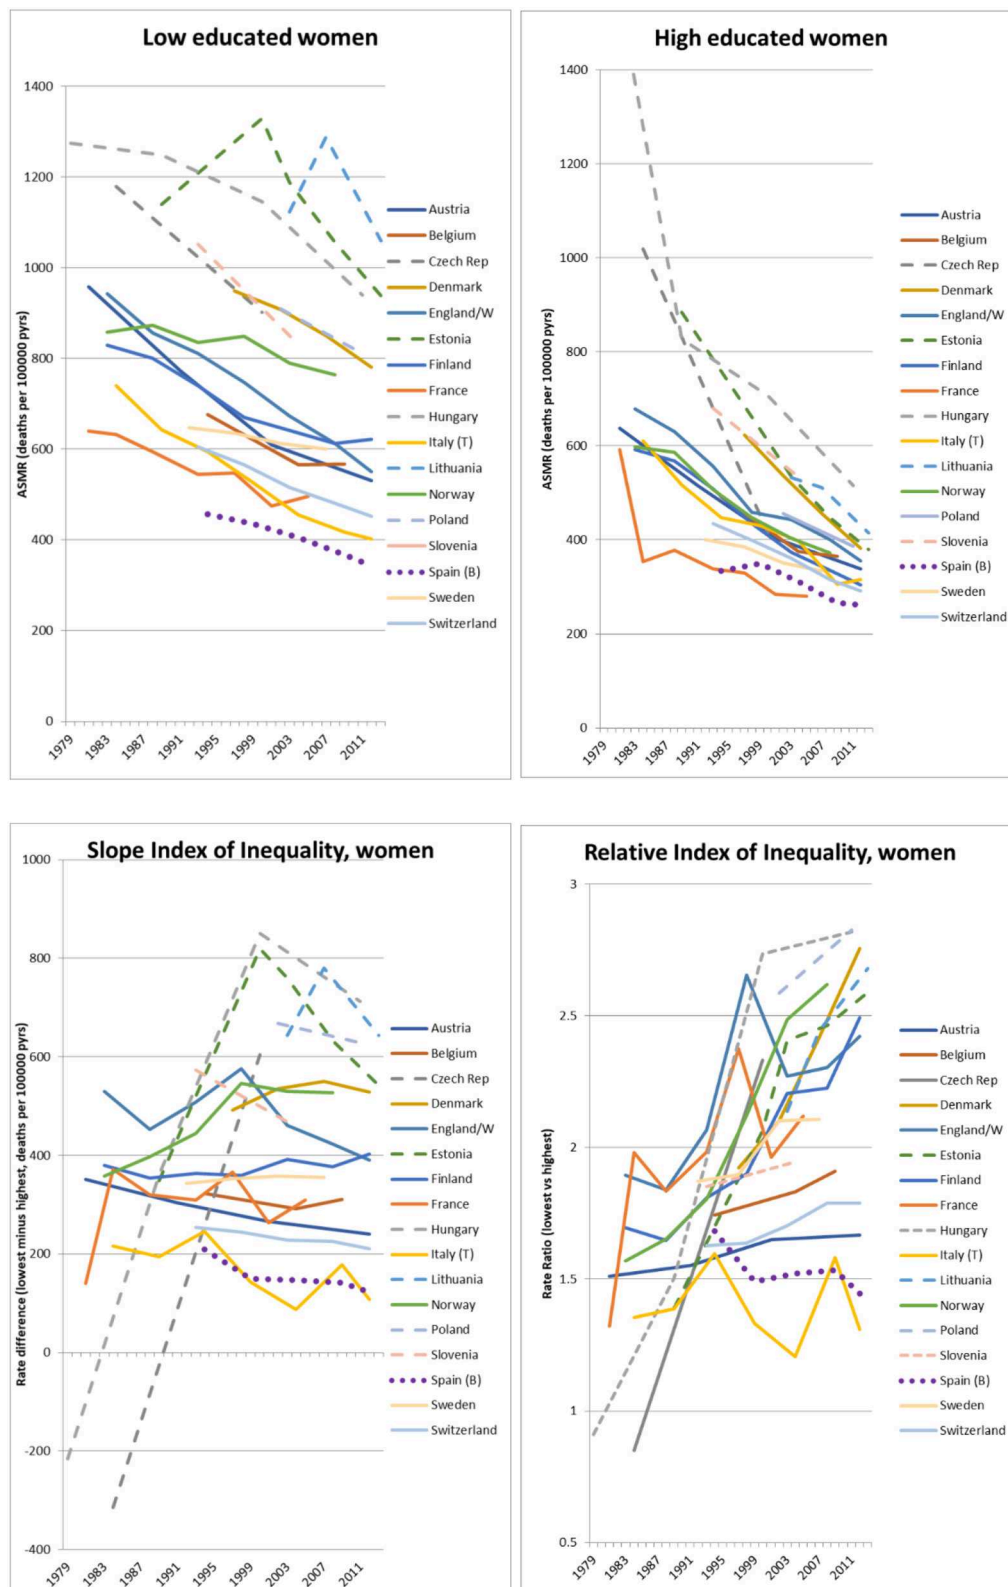 Low educated women
ASMR (deaths per 100000 pyrs)
1400
1200
1000
800
600
400
200
0
1979
1983
1987
1991
1995
1999
2003
2007
2011
Austria
Belgium
Czech Rep
Denmark
England/W
Estonia
Finland
France
Hungary
Italy (T)
Lithuania
Norway
Poland
Slovenia
Spain (B)
Sweden
Switzerland
High educated women
ASMR (deaths per 100000 pyrs)
1400
1200
1000
800
600
400
200
0
1979
1983
1987
1991
1995
1999
2003
2007
2011
Austria
Belgium
Czech Rep
Denmark
England/W
Estonia
Finland
France
Hungary
Italy (T)
Lithuania
Norway
Poland
Slovenia
Spain (B)
Sweden
Switzerland
Slope Index of Inequality, women
Rate difference (lowest minus highest, deaths per 100000 pyrs)
1000
800
600
400
200
0
-200
-400
1979
1983
1987
1991
1995
1999
2003
2007
2011
Austria
Belgium
Czech Rep
Denmark
England/W
Estonia
Finland
France
Hungary
Italy (T)
Lithuania
Norway
Poland
Slovenia
Spain (B)
Sweden
Switzerland
Relative Index of Inequality, women
Rate Ratio (lowest vs highest)
3
2.5
2
1.5
1
0.5
1979
1983
1987
1991
1995
1999
2003
2007
2011
Austria
Belgium
Czech Rep
Denmark
England/W
Estonia
Finland
France
Hungary
Italy (T)
Lithuania
Norway
Poland
Slovenia
Spain (B)
Sweden
Switzerland